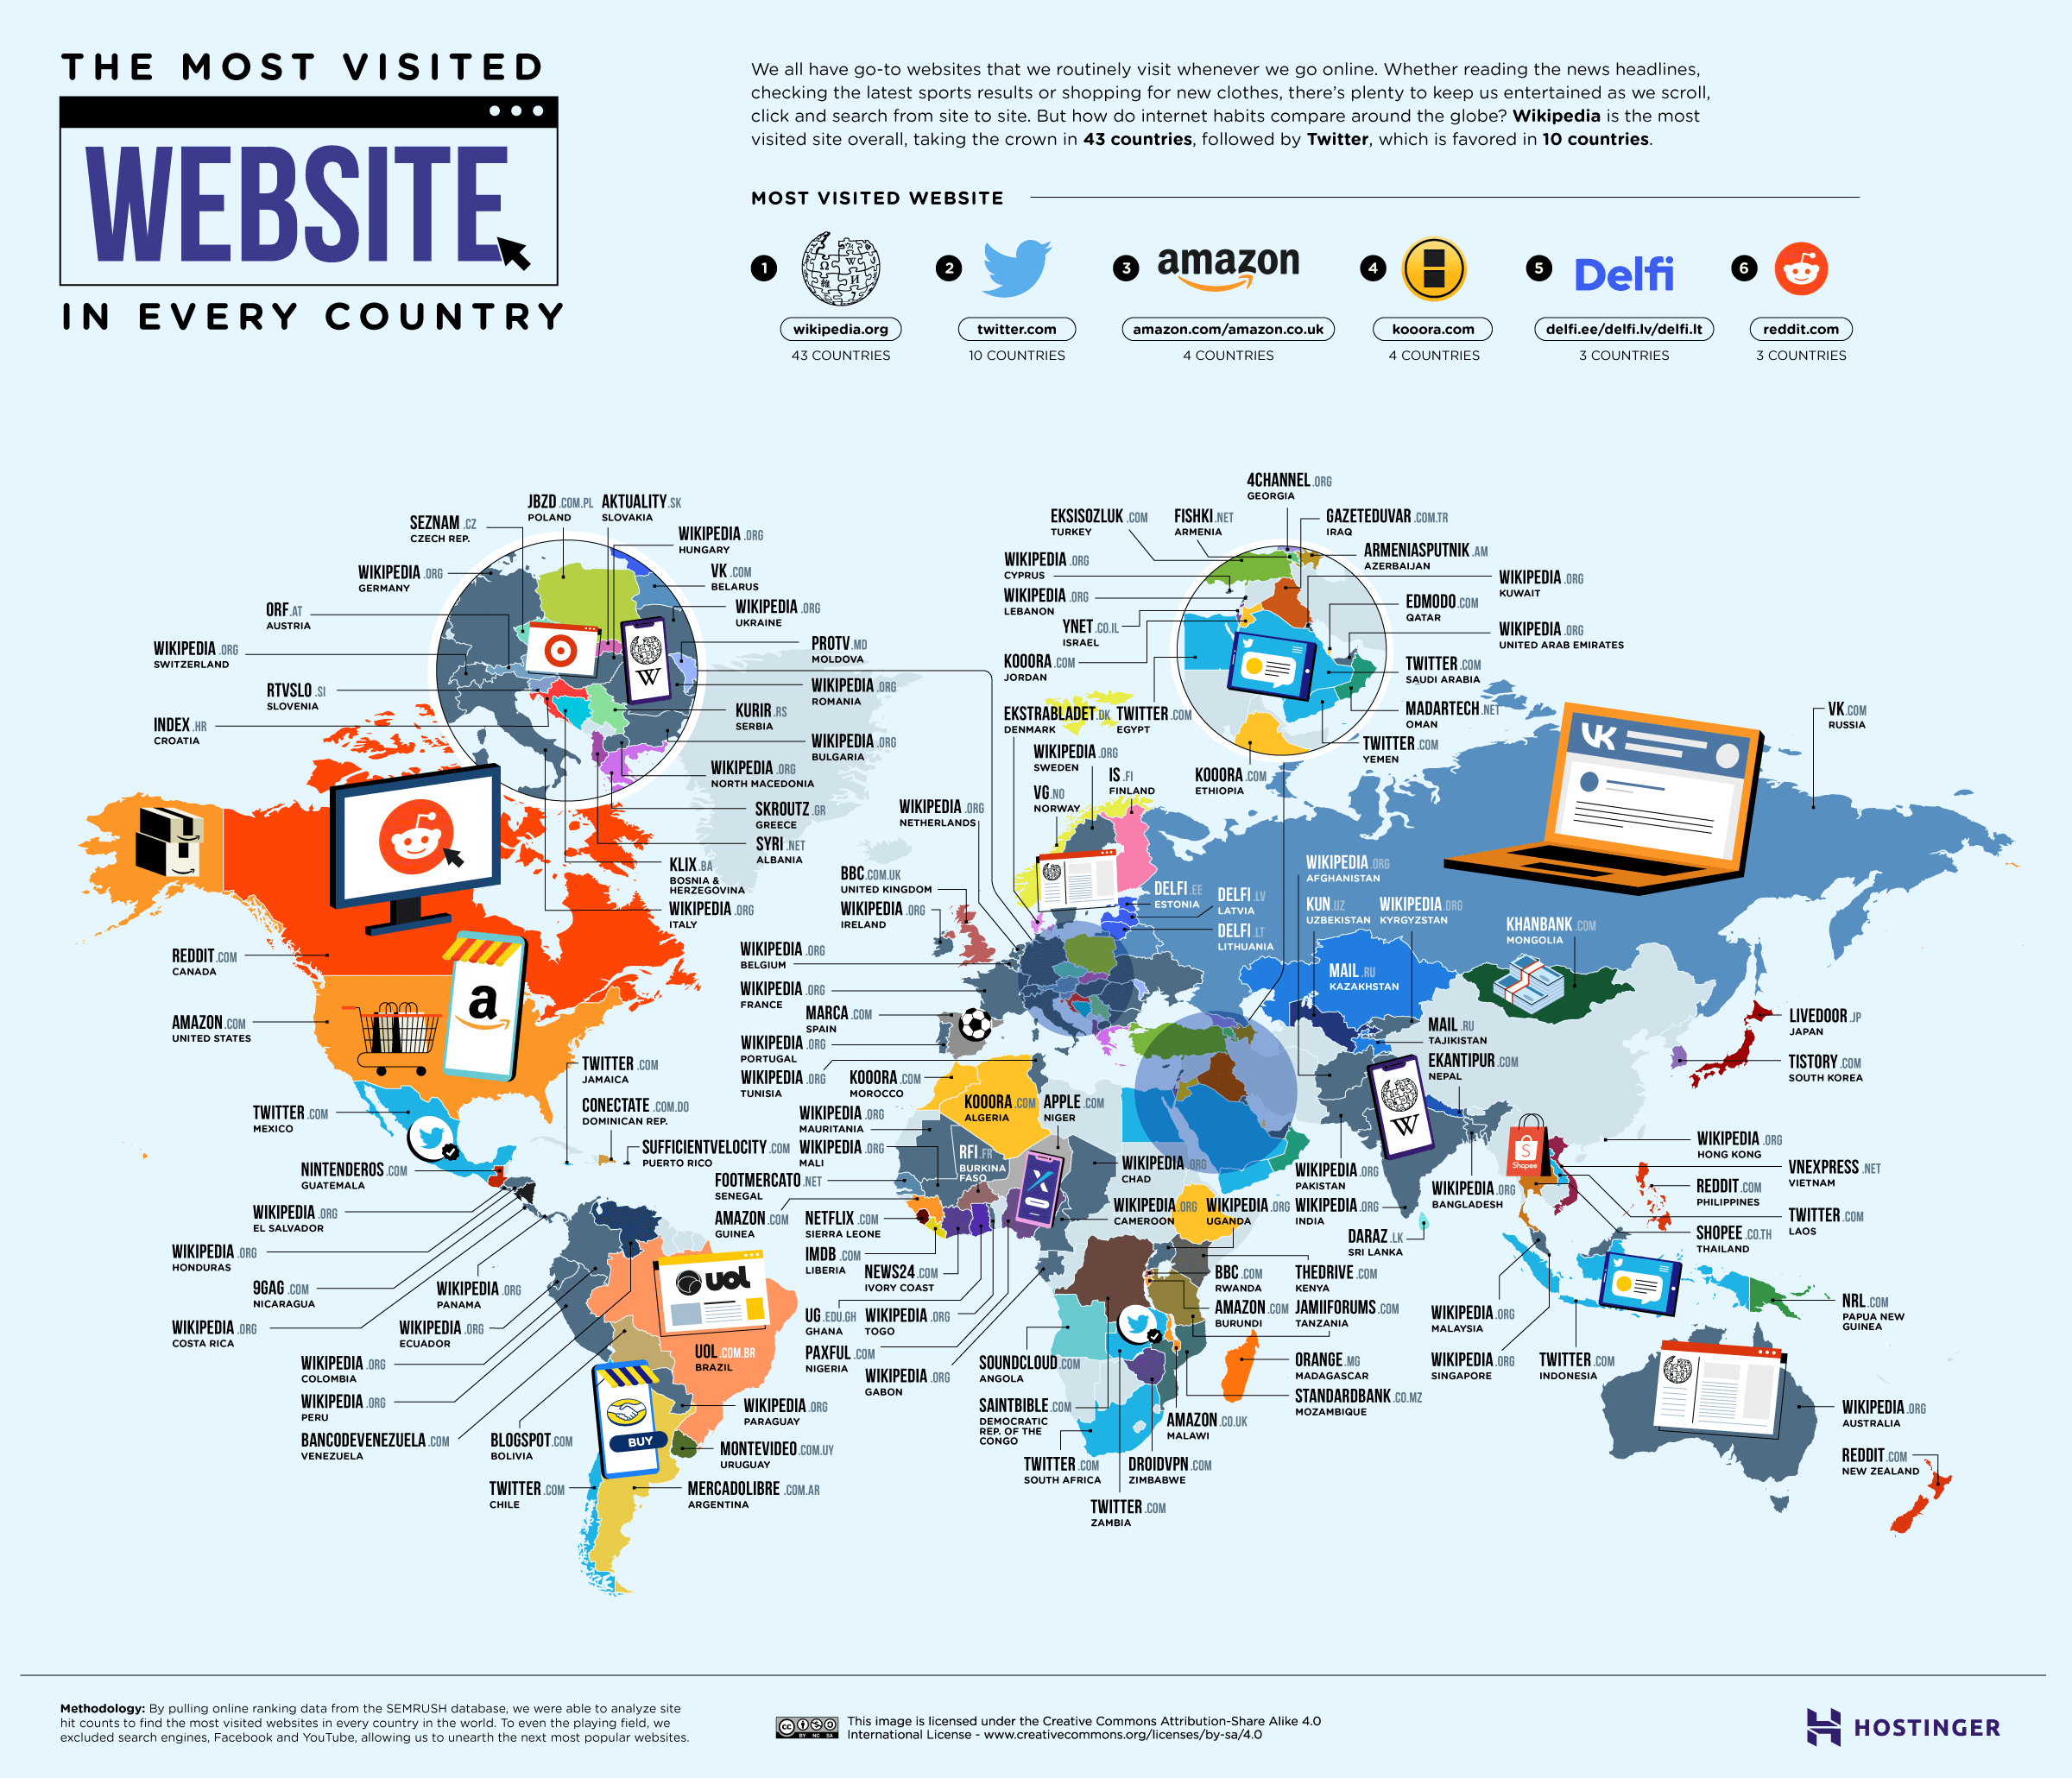 THE MOST VISITED
WEBSITE
IN EVERY COUNTRY
We all have go-to websites that we routinely visit whenever we go online. Whether reading the news headlines,
checking the latest sports results or shopping for new clothes, there's plenty to keep us entertained as we scroll,
click and search from site to site. But how do internet habits compare around the globe? Wikipedia is the most
visited site overall, taking the crown in 43 countries, followed by Twitter, which is favored in 10 countries.
MOST VISITED WEBSITE
1
2
amazon
3
4
Delfi
5
6
wikipedia.org
43 COUNTRIES
twitter.com
10 COUNTRIES
amazon.com/amazon.co.uk
4 COUNTRIES
kooora.com
4 COUNTRIES
delfi.ee/delfi.lv/delfi.lt
3 COUNTRIES
reddit.com
3 COUNTRIES
JBZD.COM.PL
POLAND
AKTUALITY.SK
SLOVAKIA
SEZNAM.CZ
CZECH REP.
WIKIPEDIA.ORG
HUNGARY
WIKIPEDIA.ORG
GERMANY
VK.COM
BELARUS
ORF.AT
AUSTRIA
WIKIPEDIA.ORG
UKRAINE
WIKIPEDIA.ORG
SWITZERLAND
PROTV.MD
MOLDOVA
RTVSLO.SI
SLOVENIA
WIKIPEDIA.ORG
ROMANIA
INDEX.HR
CROATIA
KURIR.RS
SERBIA
WIKIPEDIA.ORG
BULGARIA
WIKIPEDIA.ORG
NORTH MACEDONIA
SKROUTZ.GR
GREECE
SYRI.NET
ALBANIA
KLIX.BA
BOSNIA &
HERZEGOVINA
WIKIPEDIA.ORG
ITALY
W
4CHANNEL.ORG
GEORGIA
EKSISOZLUK.COM
TURKEY
FISHKI.NET
ARMENIA
GAZETEDUVAR.COM.TR
IRAQ
WIKIPEDIA.ORG
CYPRUS
ARMENIASPUTNIK.AM
AZERBAIJAN
WIKIPEDIA.ORG
LEBANON
WIKIPEDIA.ORG
KUWAIT
YNET.CO.IL
ISRAEL
EDMODO.COM
QATAR
KOOORA.COM
JORDAN
WIKIPEDIA.ORG
UNITED ARAB EMIRATES
TWITTER.COM
SAUDI ARABIA
EKSTRABLADET.DK
DENMARK
TWITTER.COM
EGYPT
MADARTECH.NET
OMAN
TWITTER.COM
YEMEN
KOOORA.COM
ETHIOPIA
WIKIPEDIA.ORG
SWEDEN
IS.FI
FINLAND
VG.NO
NORWAY
WIKIPEDIA.ORG
NETHERLANDS
VK
VK.COM
RUSSIA
BBC.COM.UK
UNITED KINGDOM
WIKIPEDIA.ORG
IRELAND
WIKIPEDIA.ORG
BELGIUM
WIKIPEDIA.ORG
FRANCE
MARCA.COM
SPAIN
WIKIPEDIA.ORG
PORTUGAL
WIKIPEDIA.ORG
TUNISIA
KOOORA.COM
MOROCCO
DELFI.EE
ESTONIA
DELFI.LV
LATVIA
DELFI.LT
LITHUANIA
WIKIPEDIA.ORG
AFGHANISTAN
KUN.UZ
UZBEKISTAN
WIKIPEDIA.ORG
KYRGYZSTAN
KHANBANK.COM
MONGOLIA
MAIL.RU
KAZAKHSTAN
MAIL.RU
TAJIKISTAN
EKANTIPUR.COM
NEPAL
LIVEDOOR.JP
JAPAN
TISTORY.COM
SOUTH KOREA
REDDIT.COM
CANADA
AMAZON.COM
UNITED STATES
a
TWITTER.COM
MEXICO
TWITTER.COM
JAMAICA
CONECTATE.COM.DO
DOMINICAN REP.
SUFFICIENTVELOCITY.COM
PUERTO RICO
NINTENDEROS.COM
GUATEMALA
WIKIPEDIA.ORG
EL SALVADOR
WIKIPEDIA.ORG
HONDURAS
9GAG.COM
NICARAGUA
WIKIPEDIA.ORG
COSTA RICA
WIKIPEDIA.ORG
PANAMA
WIKIPEDIA.ORG
ECUADOR
WIKIPEDIA.ORG
COLOMBIA
WIKIPEDIA.ORG
PERU
BANCODEVENEZUELA.COM
VENEZUELA
BLOGSPOT.COM
BOLIVIA
UOL
UOL.COM.BR
BRAZIL
BUY
WIKIPEDIA.ORG
PARAGUAY
MONTEVIDEO.COM.UY
URUGUAY
TWITTER.COM
CHILE
MERCADOLIBRE.COM.AR
ARGENTINA
WIKIPEDIA.ORG
MAURITANIA
KOOORA.COM
ALGERIA
APPLE.COM
NIGER
WIKIPEDIA.ORG
MALI
RFI.FR
BURKINA
FASO
WIKIPEDIA.ORG
CHAD
FOOTMERCATO.NET
SENEGAL
AMAZON.COM
GUINEA
NETFLIX.COM
SIERRA LEONE
IMDB.COM
LIBERIA
NEWS24.COM
IVORY COAST
UG.EDU.GH
GHANA
WIKIPEDIA.ORG
TOGO
PAXFUL.COM
NIGERIA
WIKIPEDIA.ORG
GABON
WIKIPEDIA.ORG
CAMEROON
WIKIPEDIA.ORG
UGANDA
BBC.COM
RWANDA
THEDRIVE.COM
KENYA
AMAZON.COM
BURUNDI
JAMIIFORUMS.COM
TANZANIA
SOUNDCLOUD.COM
ANGOLA
ORANGE.MG
MADAGASCAR
SAINTBIBLE.COM
DEMOCRATIC
REP. OF THE
CONGO
STANDARDBANK.CO.MZ
MOZAMBIQUE
AMAZON.CO.UK
MALAWI
TWITTER.COM
SOUTH AFRICA
DROIDVPN.COM
ZIMBABWE
TWITTER.COM
ZAMBIA
W
WIKIPEDIA.ORG
PAKISTAN
WIKIPEDIA.ORG
INDIA
DARAZ.LK
SRI LANKA
WIKIPEDIA.ORG
BANGLADESH
S
Shopee
WIKIPEDIA.ORG
HONG KONG
VNEXPRESS.NET
VIETNAM
REDDIT.COM
PHILIPPINES
TWITTER.COM
LAOS
SHOPEE.CO.TH
THAILAND
WIKIPEDIA.ORG
MALAYSIA
WIKIPEDIA.ORG
SINGAPORE
TWITTER.COM
INDONESIA
NRL.COM
PAPUA NEW
GUINEA
WIKIPEDIA.ORG
AUSTRALIA
REDDIT.COM
NEW ZEALAND
Methodology: By pulling online ranking data from the SEMRUSH database, we were able to analyze site
hit counts to find the most visited websites in every country in the world. To even the playing field, we
excluded search engines, Facebook and YouTube, allowing us to unearth the next most popular websites.
cc
BY NC SA
This image is licensed under the Creative Commons Attribution-Share Alike 4.0
International License - www.creativecommons.org/licenses/by-sa/4.0
HOSTINGER